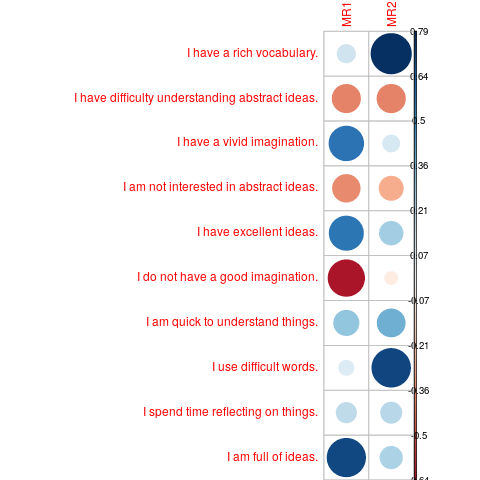 MR1
MR2
0.79
I have a rich vocabulary.
0.64
I have difficulty understanding abstract ideas.
0.5
I have a vivid imagination.
0.36
I am not interested in abstract ideas.
0.21
I have excellent ideas.
0.07
I do not have a good imagination.
-0.07
I am quick to understand things.
-0.21
I use difficult words.
-0.36
I spend time reflecting on things.
-0.5
I am full of ideas.